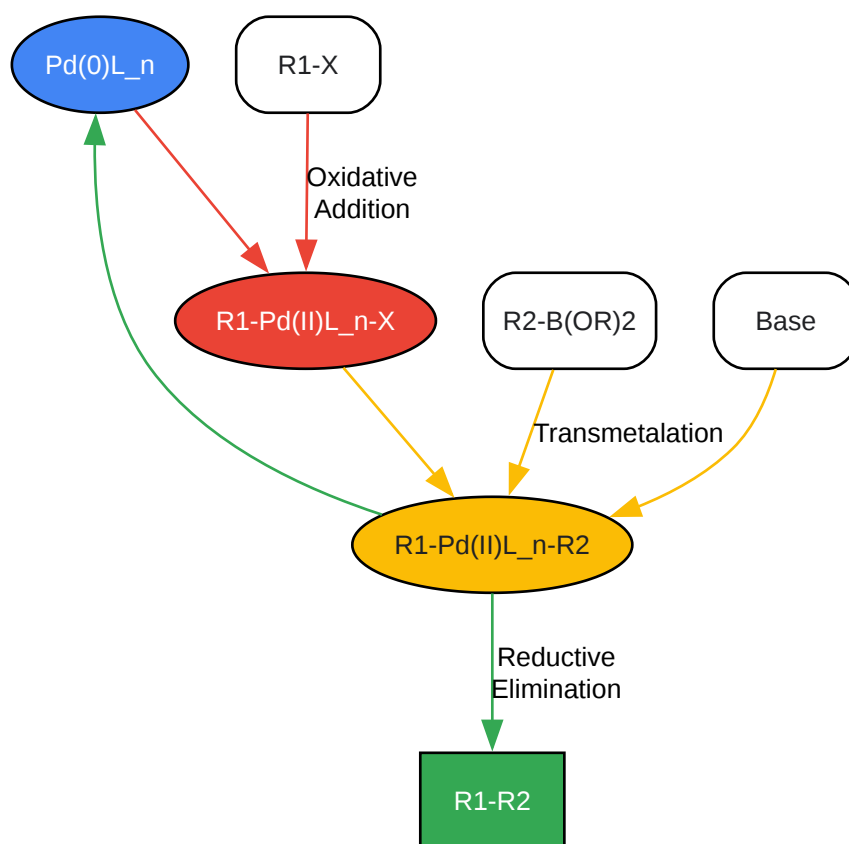 Pd(0)L_n
R1-X
Oxidative
Addition
R1-Pd(II)L_n-X
R2-B(OR)2
Base
Transmetalation
R1-Pd(II)L_n-R2
Reductive
Elimination
R1-R2